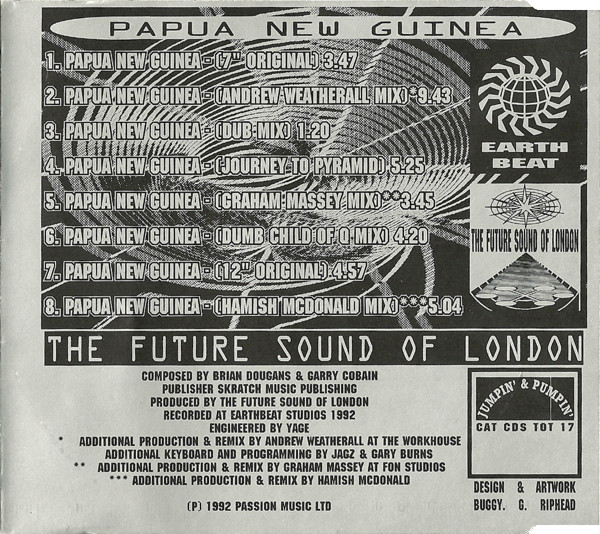 PAPUA NEW GUINEA
1. PAPUA NEW GUINEA - (7" ORIGINAL) 3.47
2. PAPUA NEW GUINEA - (ANDREW WEATHERALL MIX)*9.43
3. PAPUA NEW GUINEA - (DUB MIX) 1.20
4. PAPUA NEW GUINEA - (JOURNEY TO PYRAMID) 5.25
5. PAPUA NEW GUINEA - (GRAHAM MASSEY MIX)**3.45
6. PAPUA NEW GUINEA - (DUMB CHILD OF Q MIX) 4.20
7. PAPUA NEW GUINEA - (12" ORIGINAL) 4.57
8. PAPUA NEW GUINEA - (HAMISH MCDONALD MIX)***5.04
EARTH
BEAT
THE FUTURE SOUND OF LONDON
THE FUTURE SOUND OF LONDON
COMPOSED BY BRIAN DOUGANS & GARRY COBAIN
PUBLISHER SKRATCH MUSIC PUBLISHING
PRODUCED BY THE FUTURE SOUND OF LONDON
RECORDED AT EARTHBEAT STUDIOS 1992
ENGINEERED BY YAGE
* ADDITIONAL PRODUCTION & REMIX BY ANDREW WEATHERALL AT THE WORKHOUSE
ADDITIONAL KEYBOARD AND PROGRAMMING BY JAGZ & GARY BURNS
** ADDITIONAL PRODUCTION & REMIX BY GRAHAM MASSEY AT FON STUDIOS
*** ADDITIONAL PRODUCTION & REMIX BY HAMISH MCDONALD
(P) 1992 PASSION MUSIC LTD
JUMPIN' & PUMPIN'
CAT CDS TOT 17
DESIGN & ARTWORK
BUGGY. G. RIPHEAD